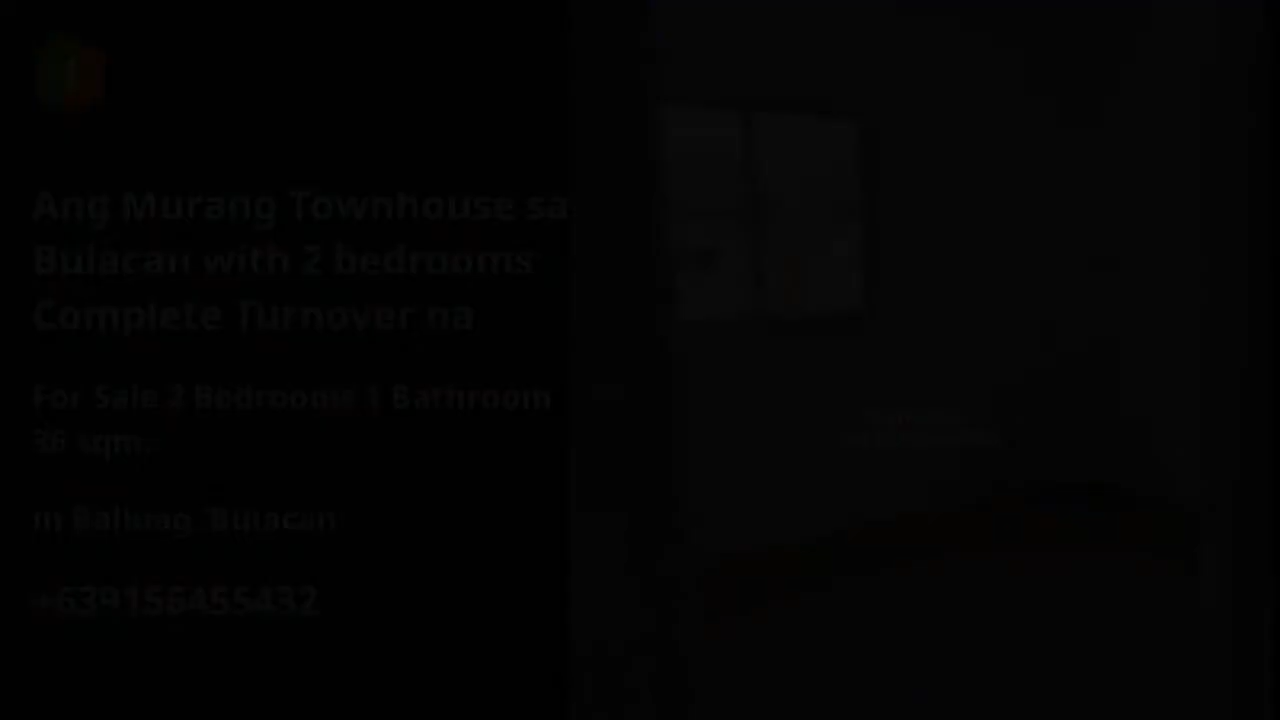 Ang Murang Townhouse sa
Bulacan with 2 bedrooms
Complete Turnover na
For Sale 2 Bedrooms 1 Bathroom
36 sqm.
in Baliuag, Bulacan
+639156455432